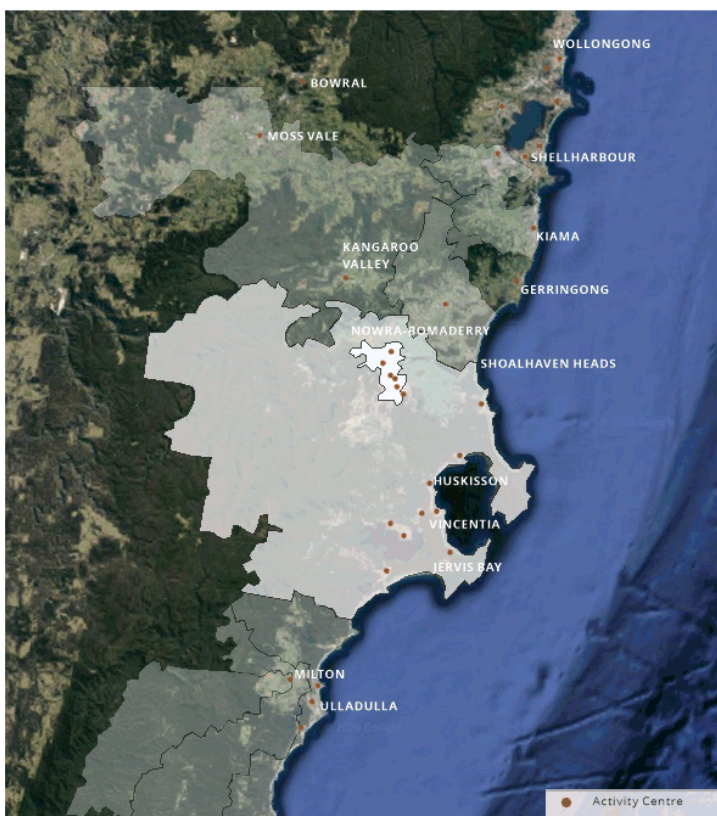 WOLLONGONG
BOWRAL
MOSS VALE
SHELLHARBOUR
KIAMA
KANGAROO
VALLEY
GERRINGONG
NOWRA-BOMADERRY
SHOALHAVEN HEADS
HUSKISSON
VINCENTIA
JERVIS BAY
MILTON
ULLADULLA
Activity Centre